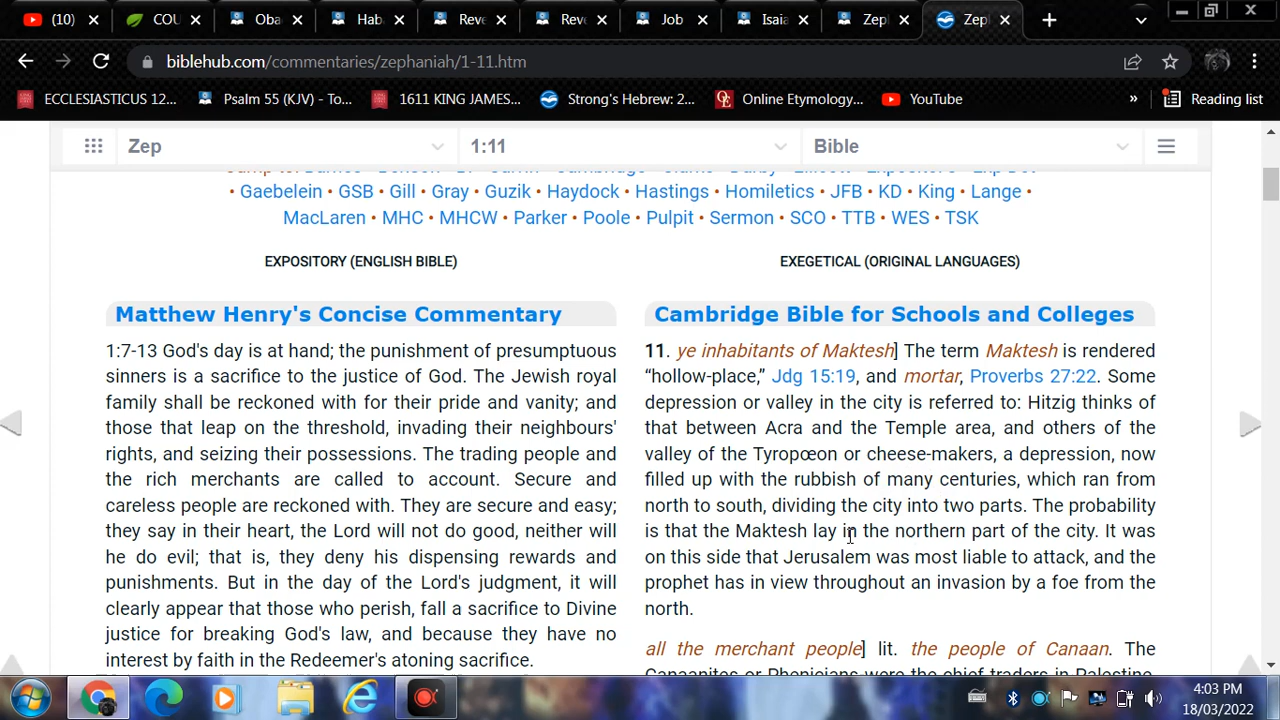 (10)
COU
Oba
Hab
Reve
Reve
Job
Isaia
Zepl
Zep
biblehub.com/commentaries/zephaniah/1-11.htm
ECCLESIASTICUS 12...
Psalm 55 (KJV) - To...
1611 KING JAMES...
Strong's Hebrew: 2...
Online Etymology...
YouTube
»
Reading list
Zep
1:11
Bible
• Gaebelein • GSB • Gill • Gray • Guzik • Haydock • Hastings • Homiletics • JFB • KD • King • Lange •
MacLaren • MHC • MHCW • Parker • Poole • Pulpit • Sermon • SCO • TTB • WES • TSK
EXPOSITORY (ENGLISH BIBLE)
Matthew Henry's Concise Commentary
1:7-13 God's day is at hand; the punishment of presumptuous
sinners is a sacrifice to the justice of God. The Jewish royal
family shall be reckoned with for their pride and vanity; and
those that leap on the threshold, invading their neighbours'
rights, and seizing their possessions. The trading people and
the rich merchants are called to account. Secure and
careless people are reckoned with. They are secure and easy;
they say in their heart, the Lord will not do good, neither will
he do evil; that is, they deny his dispensing rewards and
punishments. But in the day of the Lord's judgment, it will
clearly appear that those who perish, fall a sacrifice to Divine
justice for breaking God's law, and because they have no
interest by faith in the Redeemer's atoning sacrifice.
EXEGETICAL (ORIGINAL LANGUAGES)
Cambridge Bible for Schools and Colleges
11. ye inhabitants of Maktesh] The term Maktesh is rendered
“hollow-place,” Jdg 15:19, and mortar, Proverbs 27:22. Some
depression or valley in the city is referred to: Hitzig thinks of
that between Acra and the Temple area, and others of the
valley of the Tyropœon or cheese-makers, a depression, now
filled up with the rubbish of many centuries, which ran from
north to south, dividing the city into two parts. The probability
is that the Maktesh lay in the northern part of the city. It was
on this side that Jerusalem was most liable to attack, and the
prophet has in view throughout an invasion by a foe from the
north.
all the merchant people] lit. the people of Canaan. The
Canaanites or Phenicians were the chief traders in Palestine
4:03 PM
18/03/2022